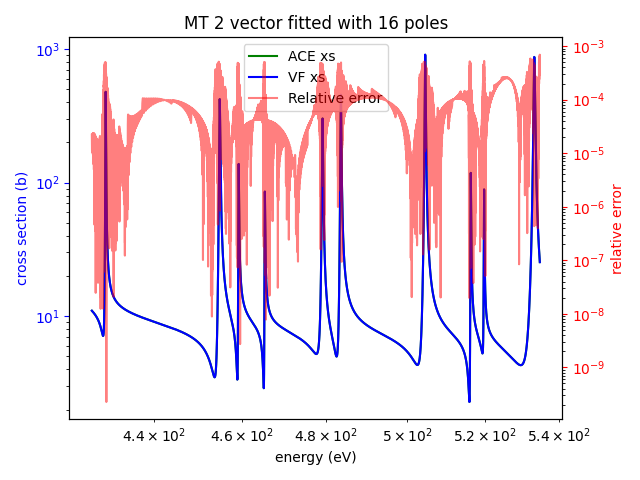 MT 2 vector fitted with 16 poles
ACE xs
VF xs
Relative error
cross section (b)
10³
10²
10¹
relative error
10⁻³
10⁻⁴
10⁻⁵
10⁻⁶
10⁻⁷
10⁻⁸
10⁻⁹
4.4 × 10² 4.6 × 10² 4.8 × 10² 5 × 10² 5.2 × 10² 5.4 × 10²
energy (eV)